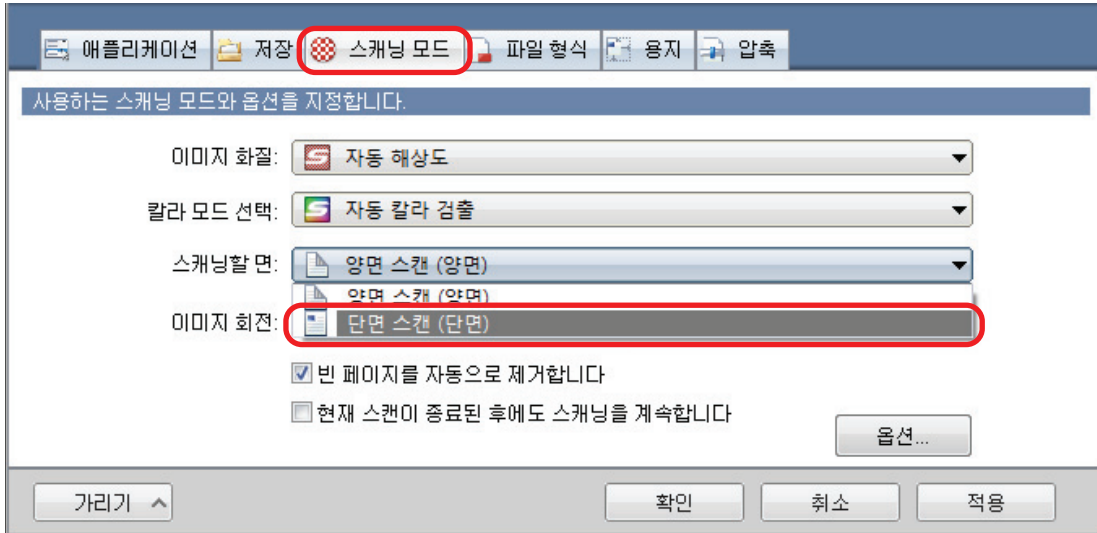 애플리케이션 저장 스캐닝 모드 파일 형식 용지 압축
사용하는 스캐닝 모드와 옵션을 지정합니다.
이미지 화질: 자동 해상도
칼라 모드 선택: 자동 칼라 검출
스캐닝할 면: 양면 스캔 (양면)
양면 스캔 (양면)
이미지 회전: 단면 스캔 (단면)
빈 페이지를 자동으로 제거합니다
현재 스캔이 종료된 후에도 스캐닝을 계속합니다
옵션...
가리기 확인 취소 적용